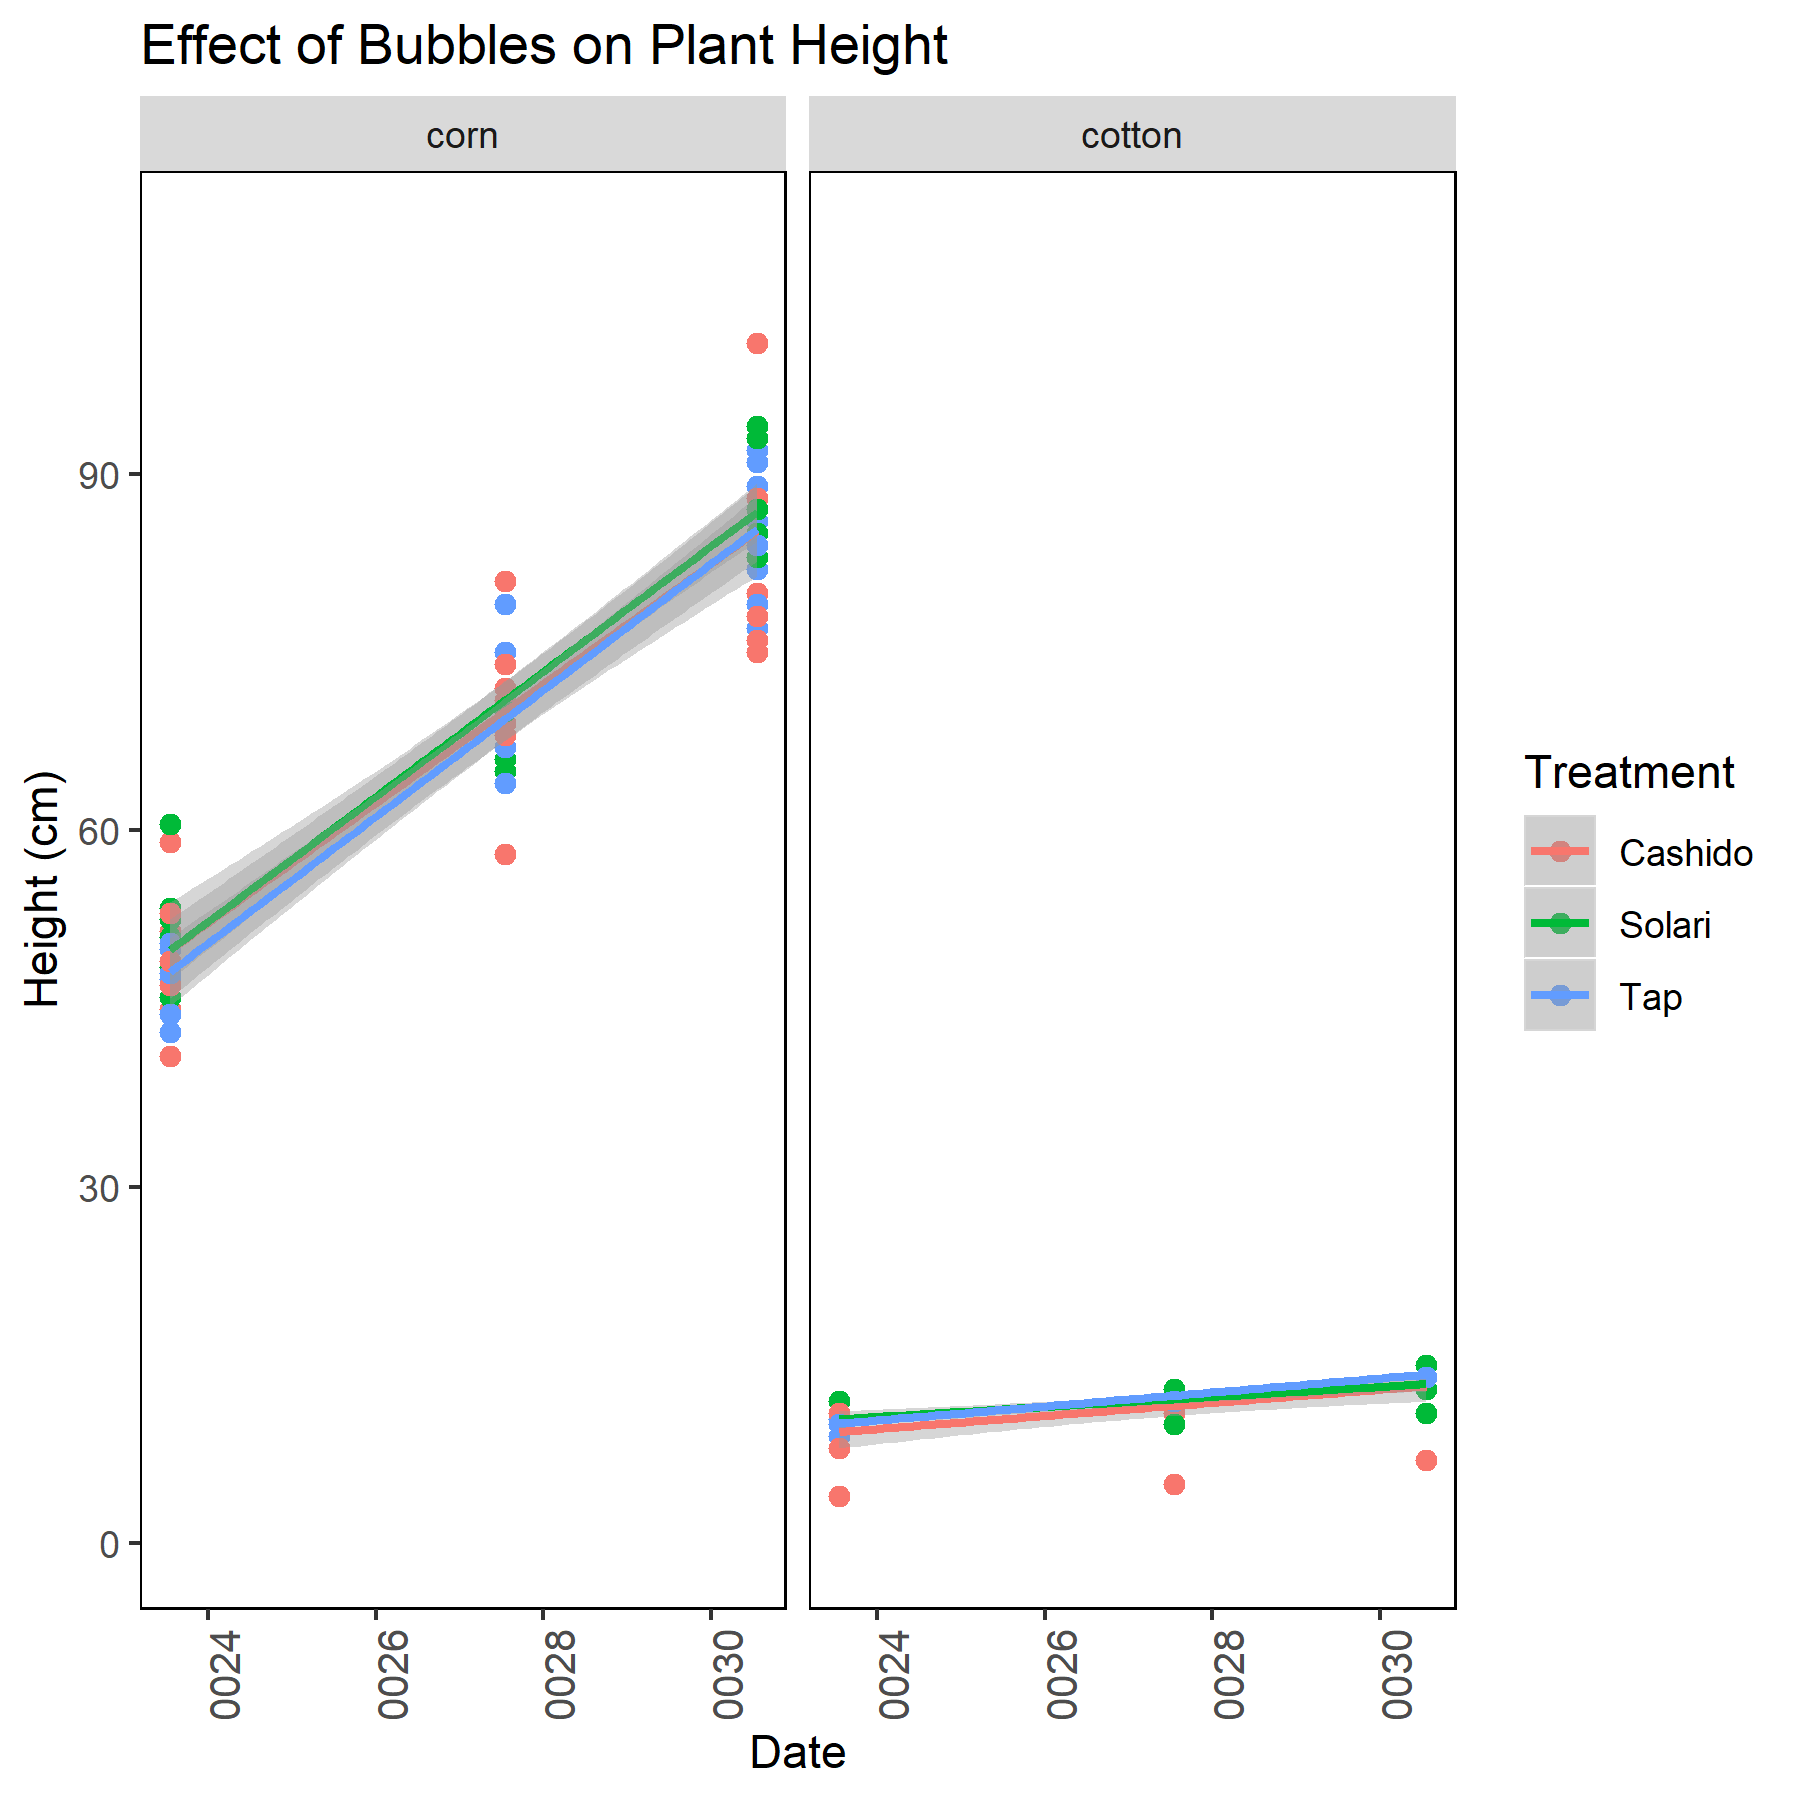 Effect of Bubbles on Plant Height
corn
cotton
Height (cm)
90
60
30
0
0024
0026
0028
0030
0024
0026
0028
0030
Date
Treatment
Cashido
Solari
Tap